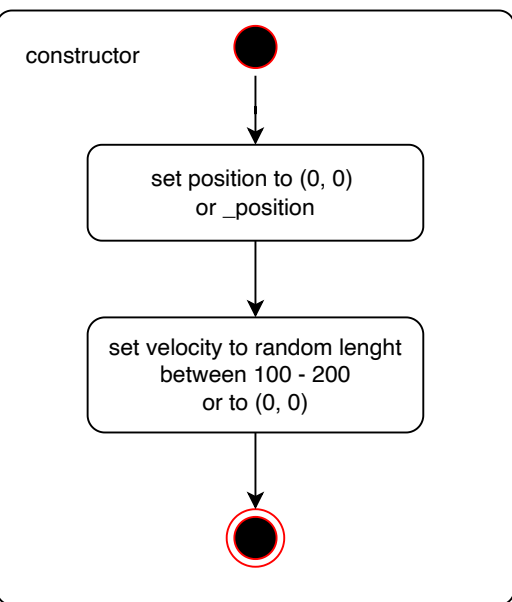 constructor
set position to (0, 0)
or _position
set velocity to random lenght
between 100 - 200
or to (0, 0)